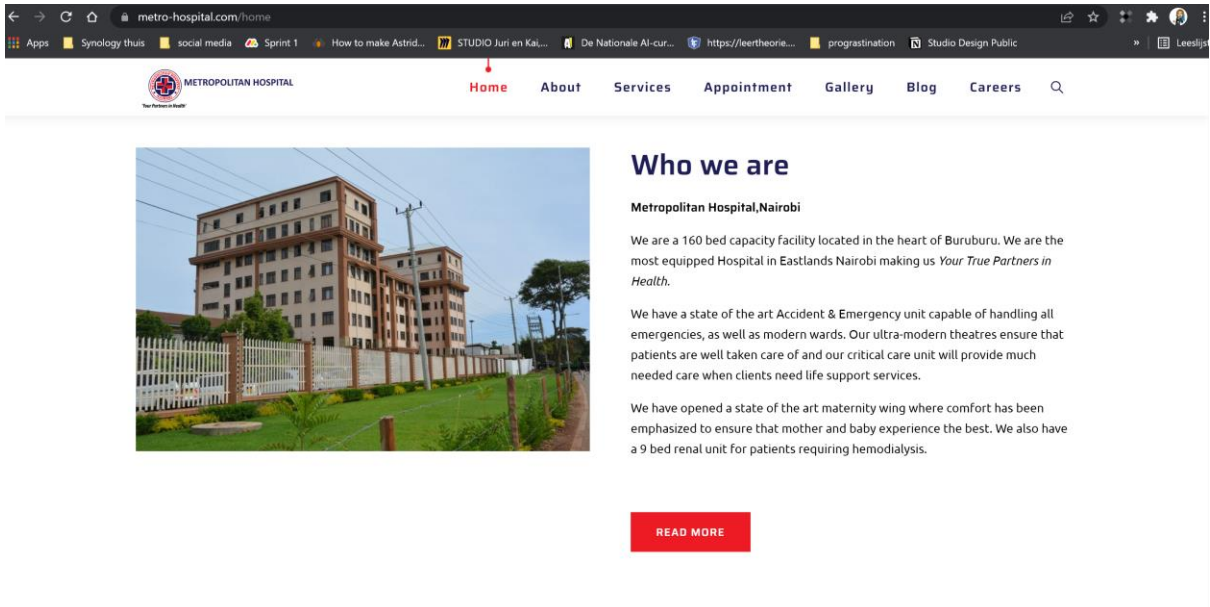 metro-hospital.com/home
Apps Synology thuis social media Sprint 1 How to make Astrid... STUDIO Juri en Kai,... De Nationale AI-cur... https://leertheorie.... prograstination Studio Design Public » Leeslijst
METROPOLITAN HOSPITAL
"Your Partner in Health"
Home About Services Appointment Gallery Blog Careers
Who we are
Metropolitan Hospital,Nairobi
We are a 160 bed capacity facility located in the heart of Buruburu. We are the
most equipped Hospital in Eastlands Nairobi making us Your True Partners in
Health.
We have a state of the art Accident & Emergency unit capable of handling all
emergencies, as well as modern wards. Our ultra-modern theatres ensure that
patients are well taken care of and our critical care unit will provide much
needed care when clients need life support services.
We have opened a state of the art maternity wing where comfort has been
emphasized to ensure that mother and baby experience the best. We also have
a 9 bed renal unit for patients requiring hemodialysis.
READ MORE